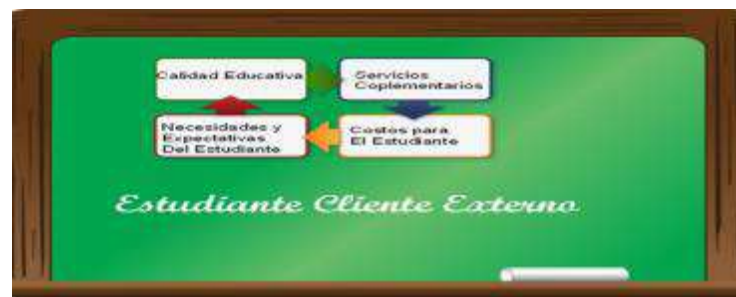 Calidad Educativa
Servicios
Coplementarios
Necesidades y
Expectativas
Del Estudiante
Costos para
El Estudiante
Estudiante Cliente Externo